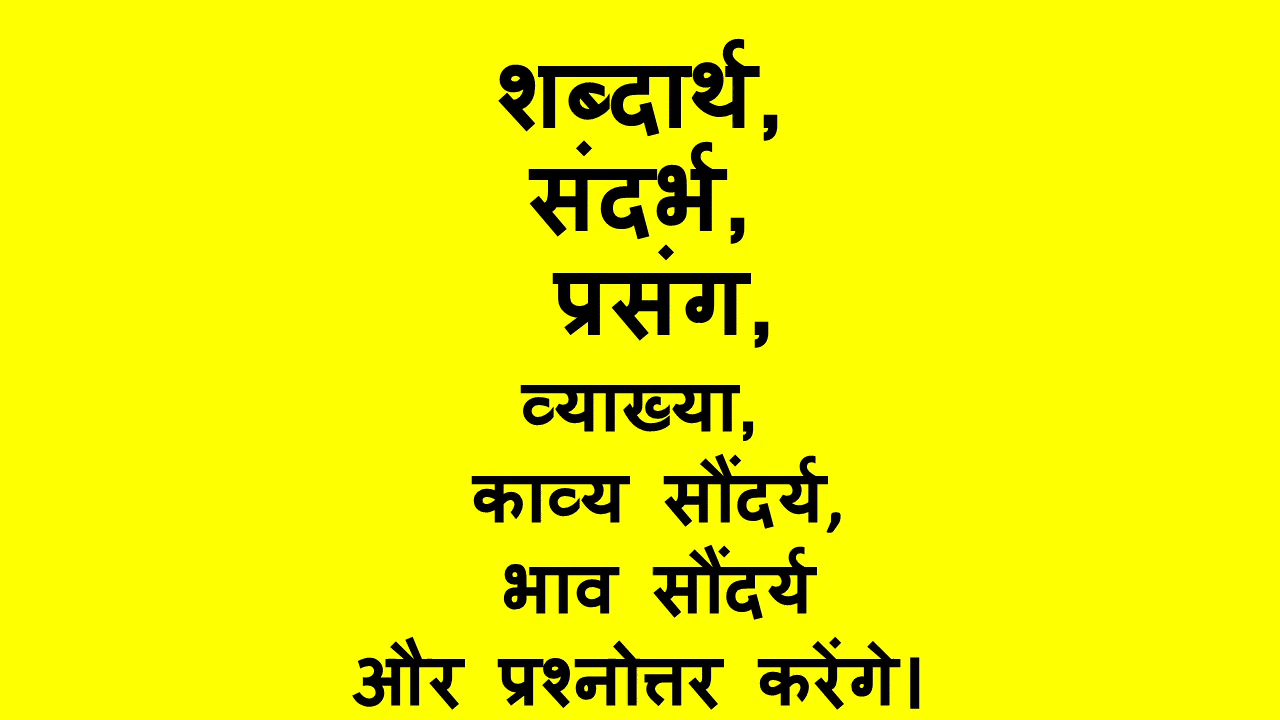 शब्दार्थ,
संदर्भ,
प्रसंग,
व्याख्या,
काव्य सौंदर्य,
भाव सौंदर्य
और प्रश्नोत्तर करेंगे।